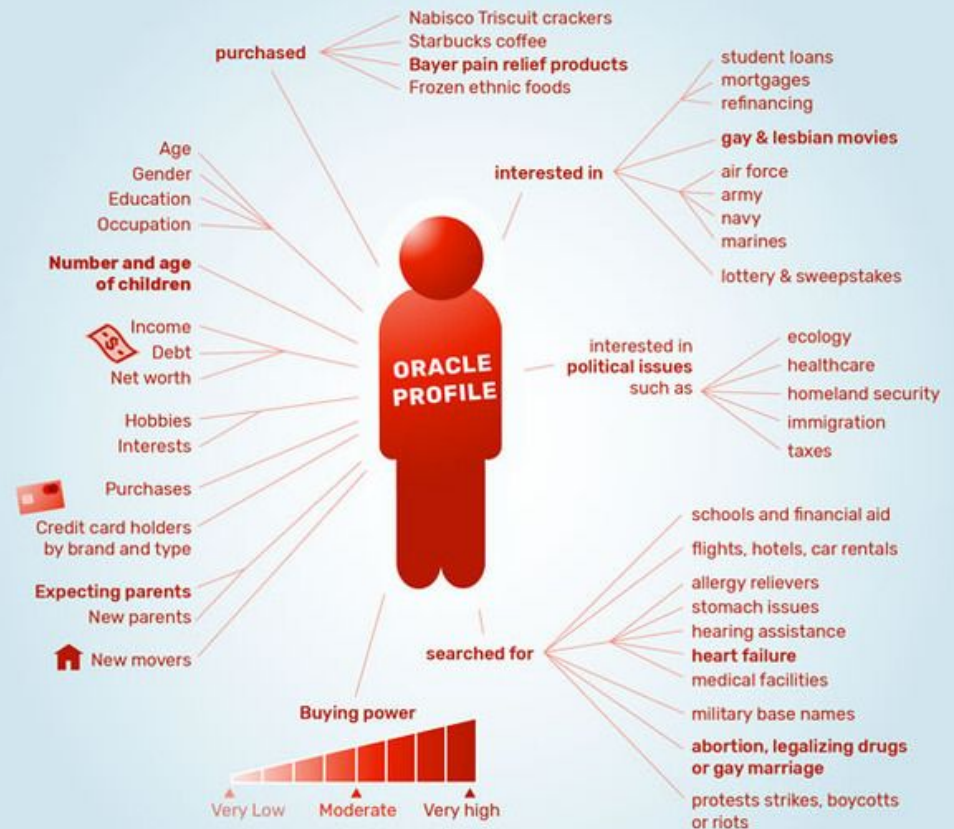 purchased
Nabisco Triscuit crackers
Starbucks coffee
Bayer pain relief products
Frozen ethnic foods
interested in
student loans
mortgages
refinancing
gay & lesbian movies
air force
army
navy
marines
lottery & sweepstakes
Age
Gender
Education
Occupation
Number and age
of children
Income
Debt
Net worth
Hobbies
Interests
Purchases
Credit card holders
by brand and type
Expecting parents
New parents
New movers
$
ORACLE
PROFILE
interested in
political issues
such as
ecology
healthcare
homeland security
immigration
taxes
searched for
schools and financial aid
flights, hotels, car rentals
allergy relievers
stomach issues
hearing assistance
heart failure
medical facilities
military base names
abortion, legalizing drugs
or gay marriage
protests strikes, boycotts
or riots
Buying power
Very Low
Moderate
Very high